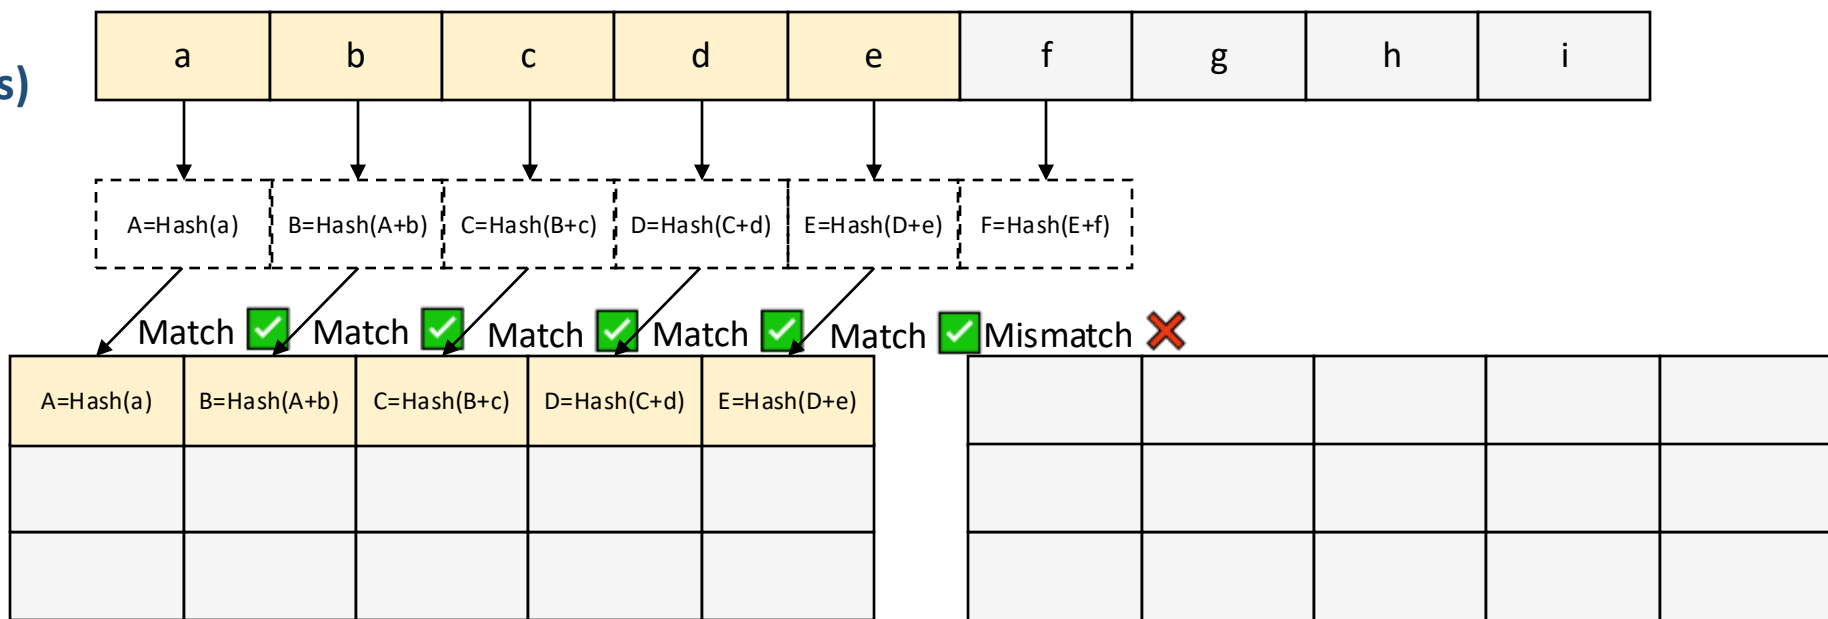 s)
a b c d e f g h i
A=Hash(a) B=Hash(A+b) C=Hash(B+c) D=Hash(C+d) E=Hash(D+e) F=Hash(E+f)
Match Match Match Match Match Mismatch
A=Hash(a) B=Hash(A+b) C=Hash(B+c) D=Hash(C+d) E=Hash(D+e)